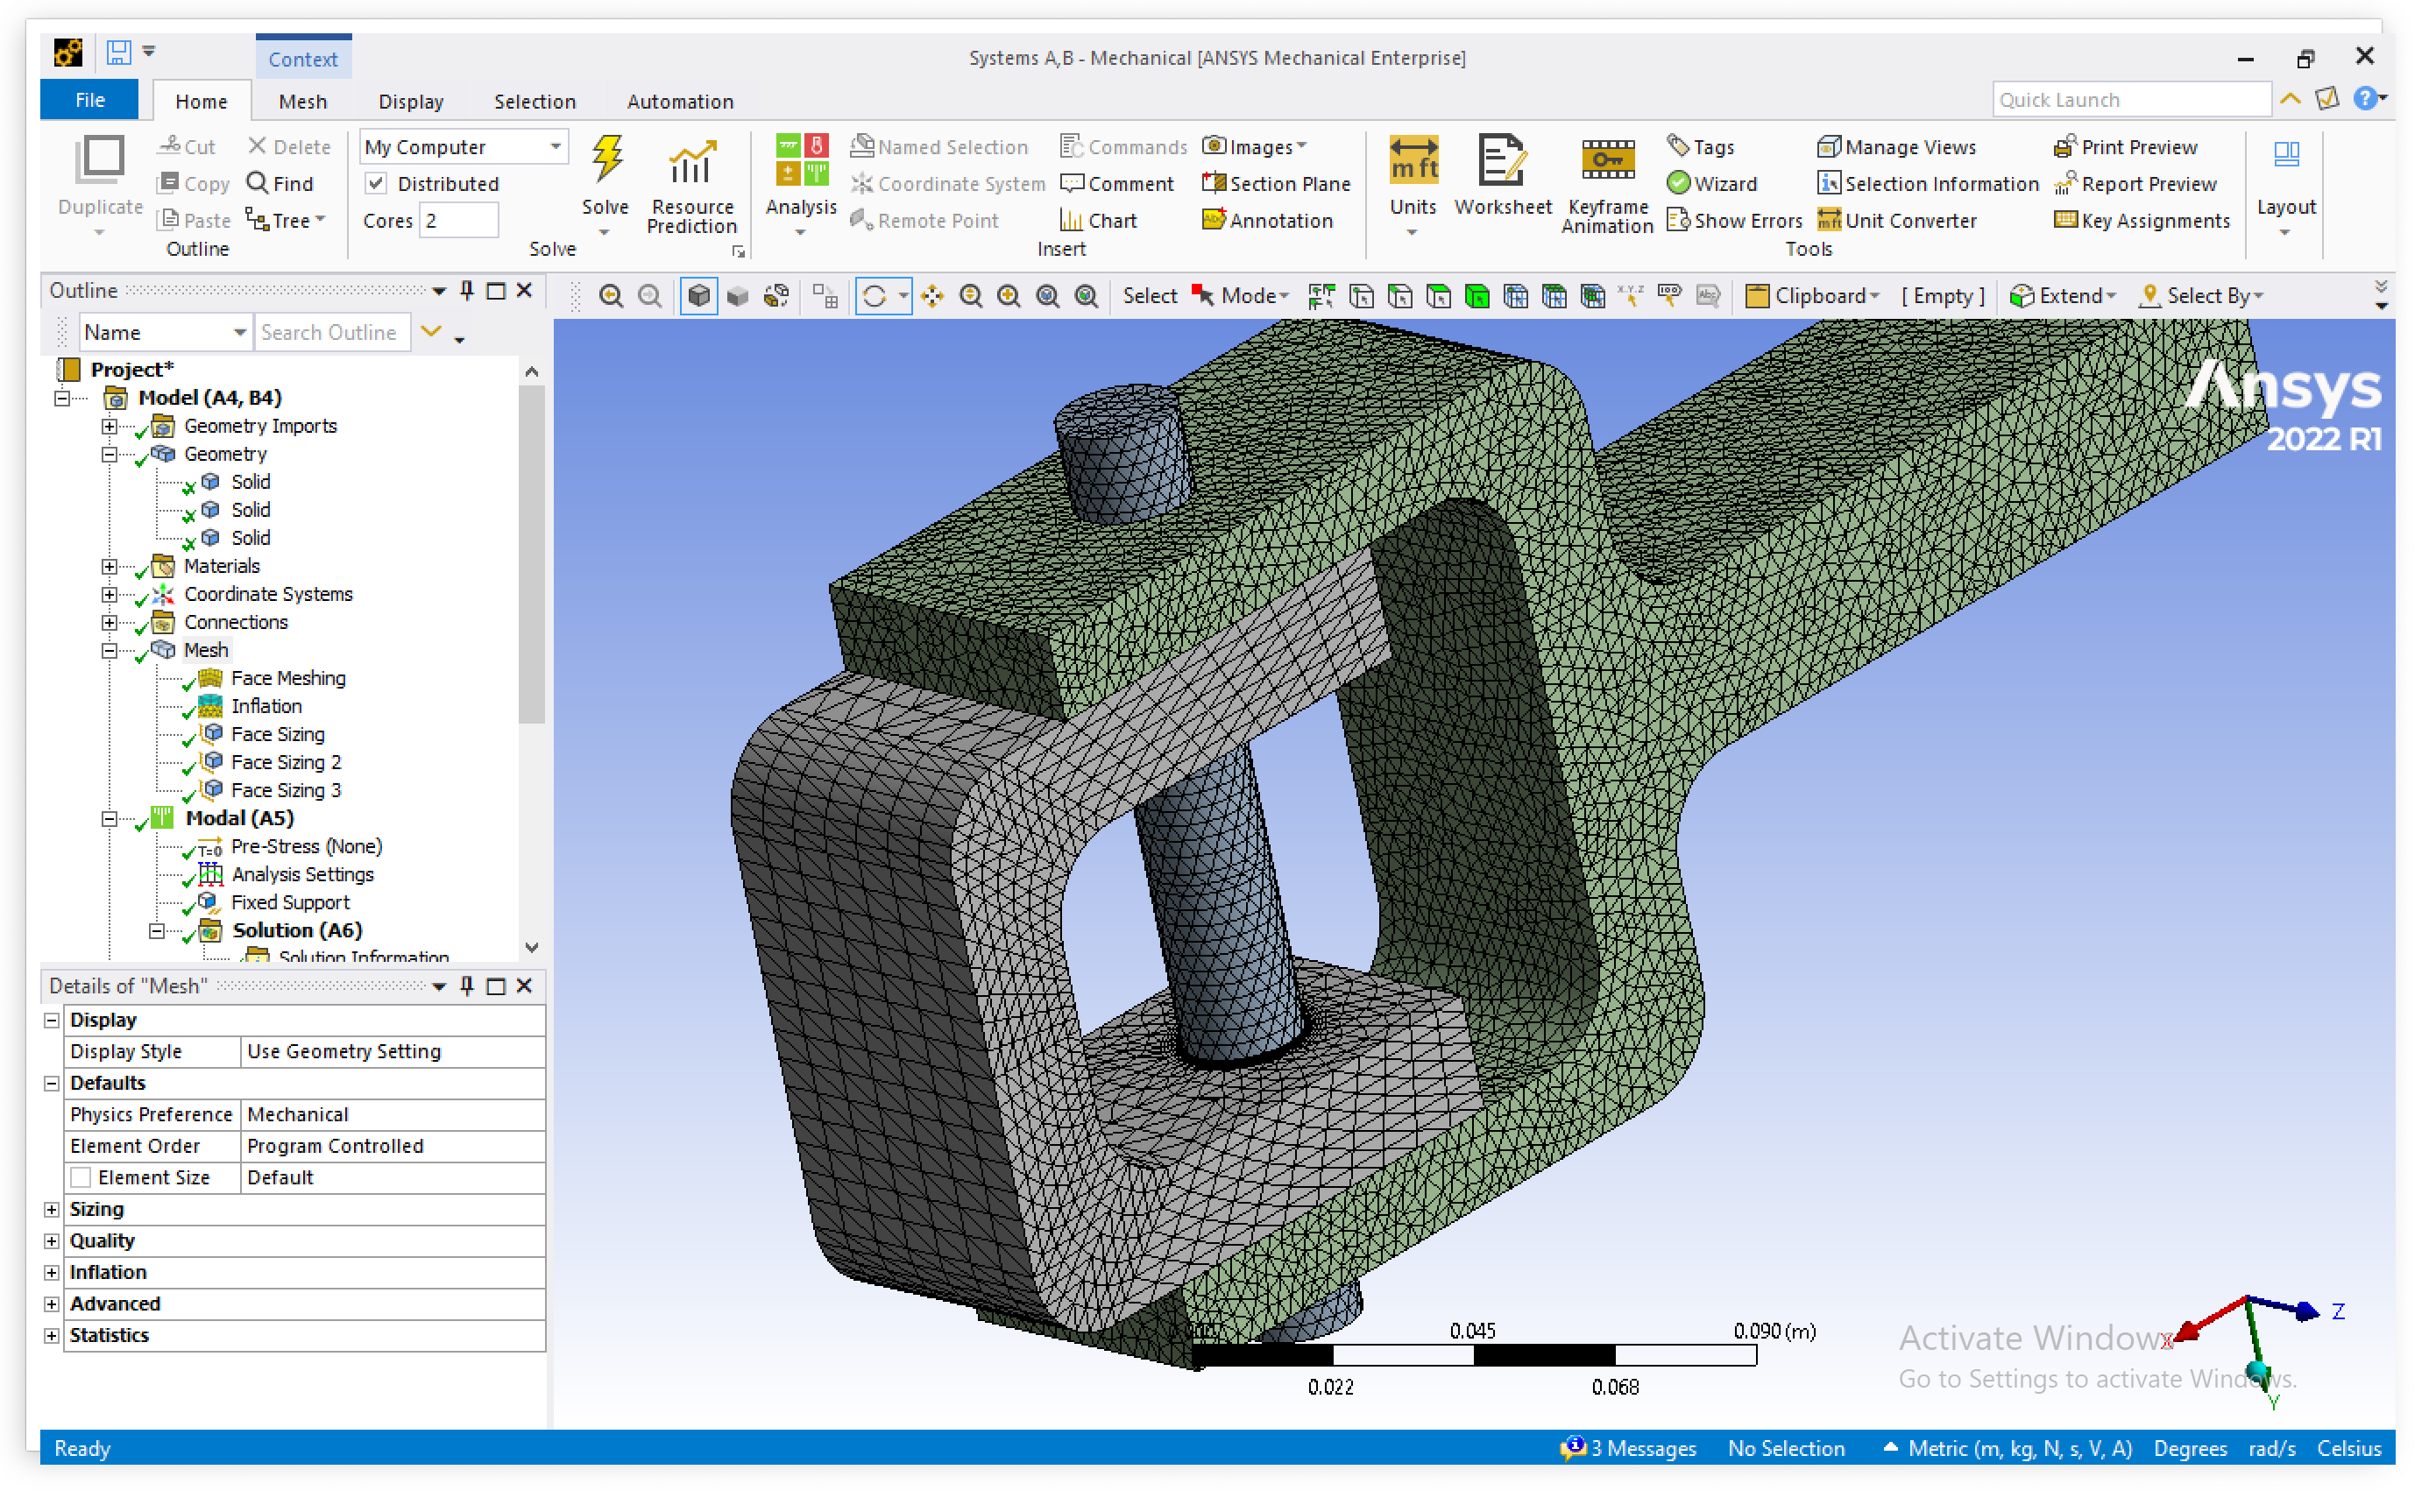 Context
Systems A,B - Mechanical [ANSYS Mechanical Enterprise]
File Home Mesh Display Selection Automation
Quick Launch
Duplicate
Cut
Copy
Paste
Delete
Find
Tree
Outline
My Computer
Distributed
Cores 2
Solve
Resource Prediction
Solve
Analysis
Named Selection
Coordinate System
Remote Point
Commands
Comment
Chart
Images
Section Plane
Annotation
Insert
Units
m ft
Worksheet
Keyframe Animation
Tags
Wizard
Show Errors
Manage Views
Selection Information
Unit Converter
Print Preview
Report Preview
Key Assignments
Tools
Layout
Outline
Select Mode
Clipboard [ Empty ] Extend Select By
Name Search Outline
Project*
Model (A4, B4)
Geometry Imports
Geometry
Solid
Solid
Solid
Materials
Coordinate Systems
Connections
Mesh
Face Meshing
Inflation
Face Sizing
Face Sizing 2
Face Sizing 3
Modal (A5)
Pre-Stress (None)
Analysis Settings
Fixed Support
Solution (A6)
Solution Information
Details of "Mesh"
Display
Display Style Use Geometry Setting
Defaults
Physics Preference Mechanical
Element Order Program Controlled
Element Size Default
Sizing
Quality
Inflation
Advanced
Statistics
Ansys
2022 R1
0.045 0.090 (m)
0.022 0.068
X
Y
Z
Activate Windows
Go to Settings to activate Windows.
Ready
3 Messages No Selection Metric (m, kg, N, s, V, A) Degrees rad/s Celsius